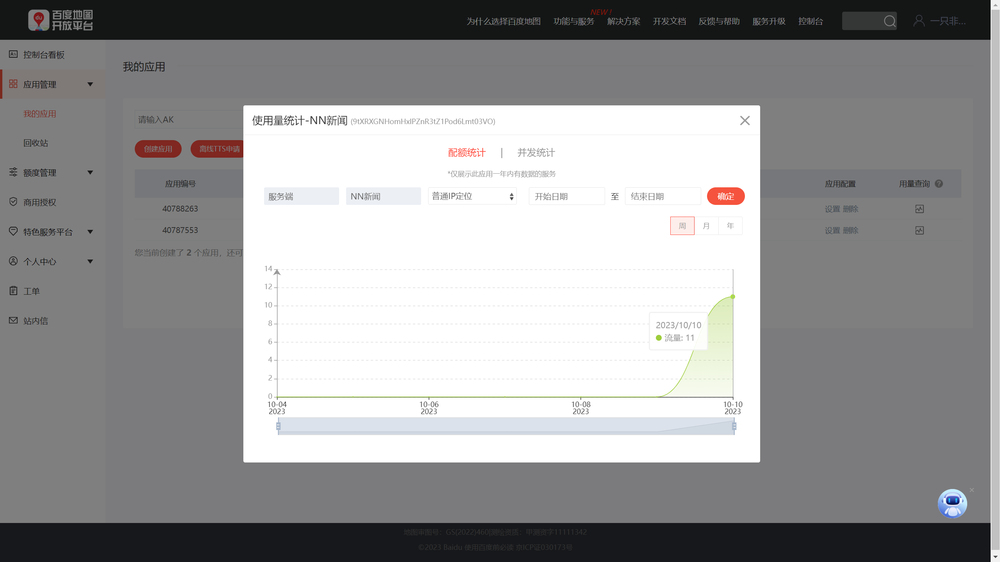 du 百度地图
开放平台
为什么选择百度地图 功能与服务 NEW ! 解决方案 开发文档 反馈与帮助 服务升级 控制台 一只非...
控制台看板
应用管理
我的应用
回收站
额度管理
商用授权
特色服务平台
个人中心
工单
站内信
我的应用
请输入AK
创建应用 离线TTS申请
应用编号 应用配置 用量查询 ?
40788263 设置 删除
40787553 设置 删除
您当前创建了 2 个应用，还可
使用量统计-NN新闻 (9tXRXGNHomHxIPZnR3tZ1Pod6Lmt03VO)
配额统计 | 并发统计
*仅展示此应用一年内有数据的服务
服务端 NN新闻 普通IP定位 开始日期 至 结束日期 确定
周 月 年
14
12
10
8
6
4
2
0
2023/10/10
流量: 11
10-04 10-06 10-08 10-10
2023 2023 2023 2023
地图审图号：GS(2022)460|测绘资质：甲测资字11111342
©2023 Baidu 使用百度前必读 京ICP证030173号